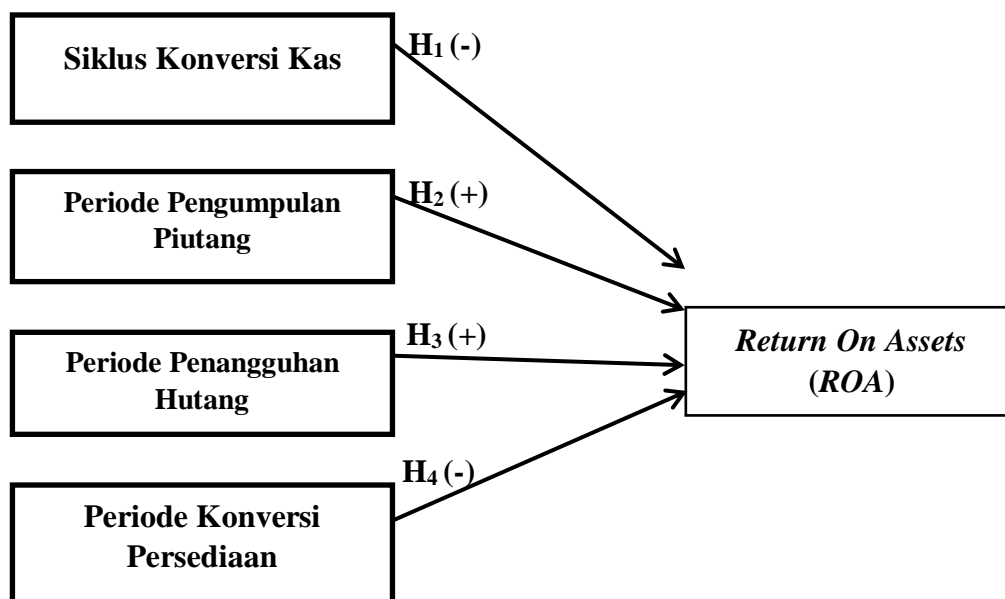 Siklus Konversi Kas
H₁ (-)
Periode Pengumpulan
Piutang
H₂ (+)
Periode Penangguhan
Hutang
H₃ (+)
Periode Konversi
Persediaan
H₄ (-)
Return On Assets
(ROA)